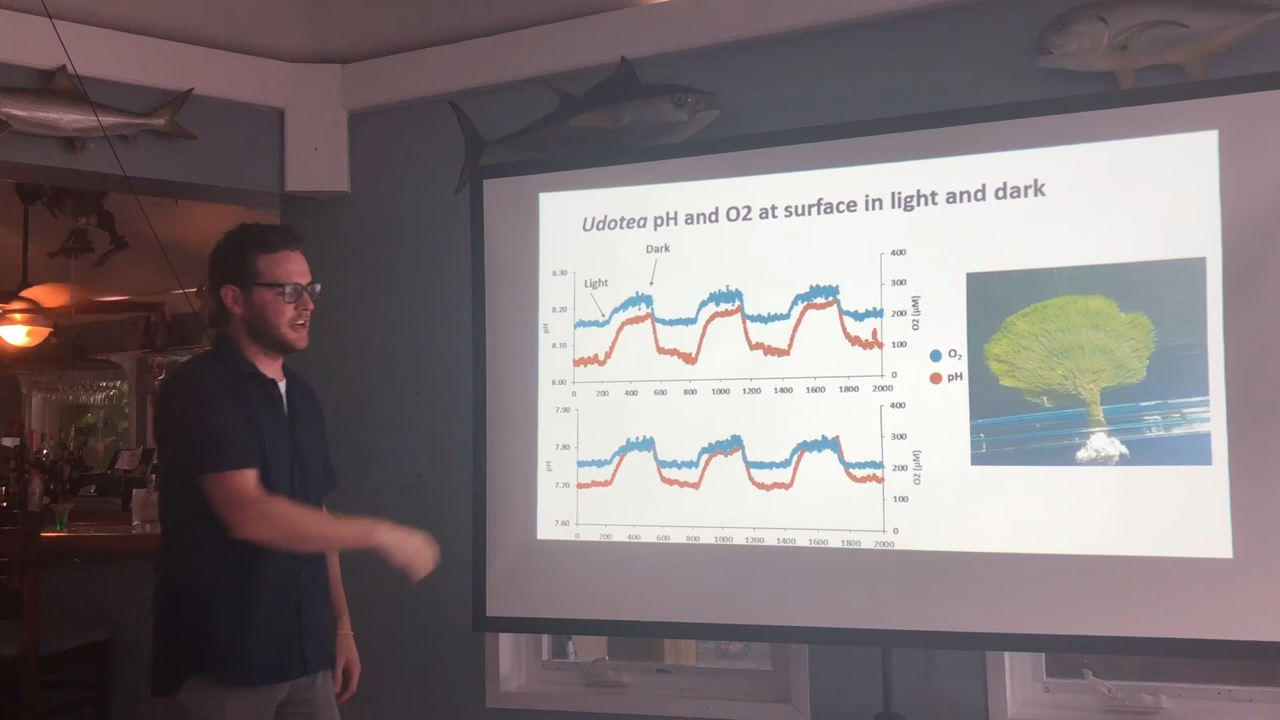 Udotea pH and O2 at surface in light and dark
Dark
Light
8.30
8.20
8.10
8.00
pH
400
300
200
100
0
O2 (µM)
0 200 400 600 800 1000 1200 1400 1600 1800 2000
O₂
pH
7.90
7.80
7.70
7.60
pH
400
300
200
100
0
O2 (µM)
0 200 400 600 800 1000 1200 1400 1600 1800 2000